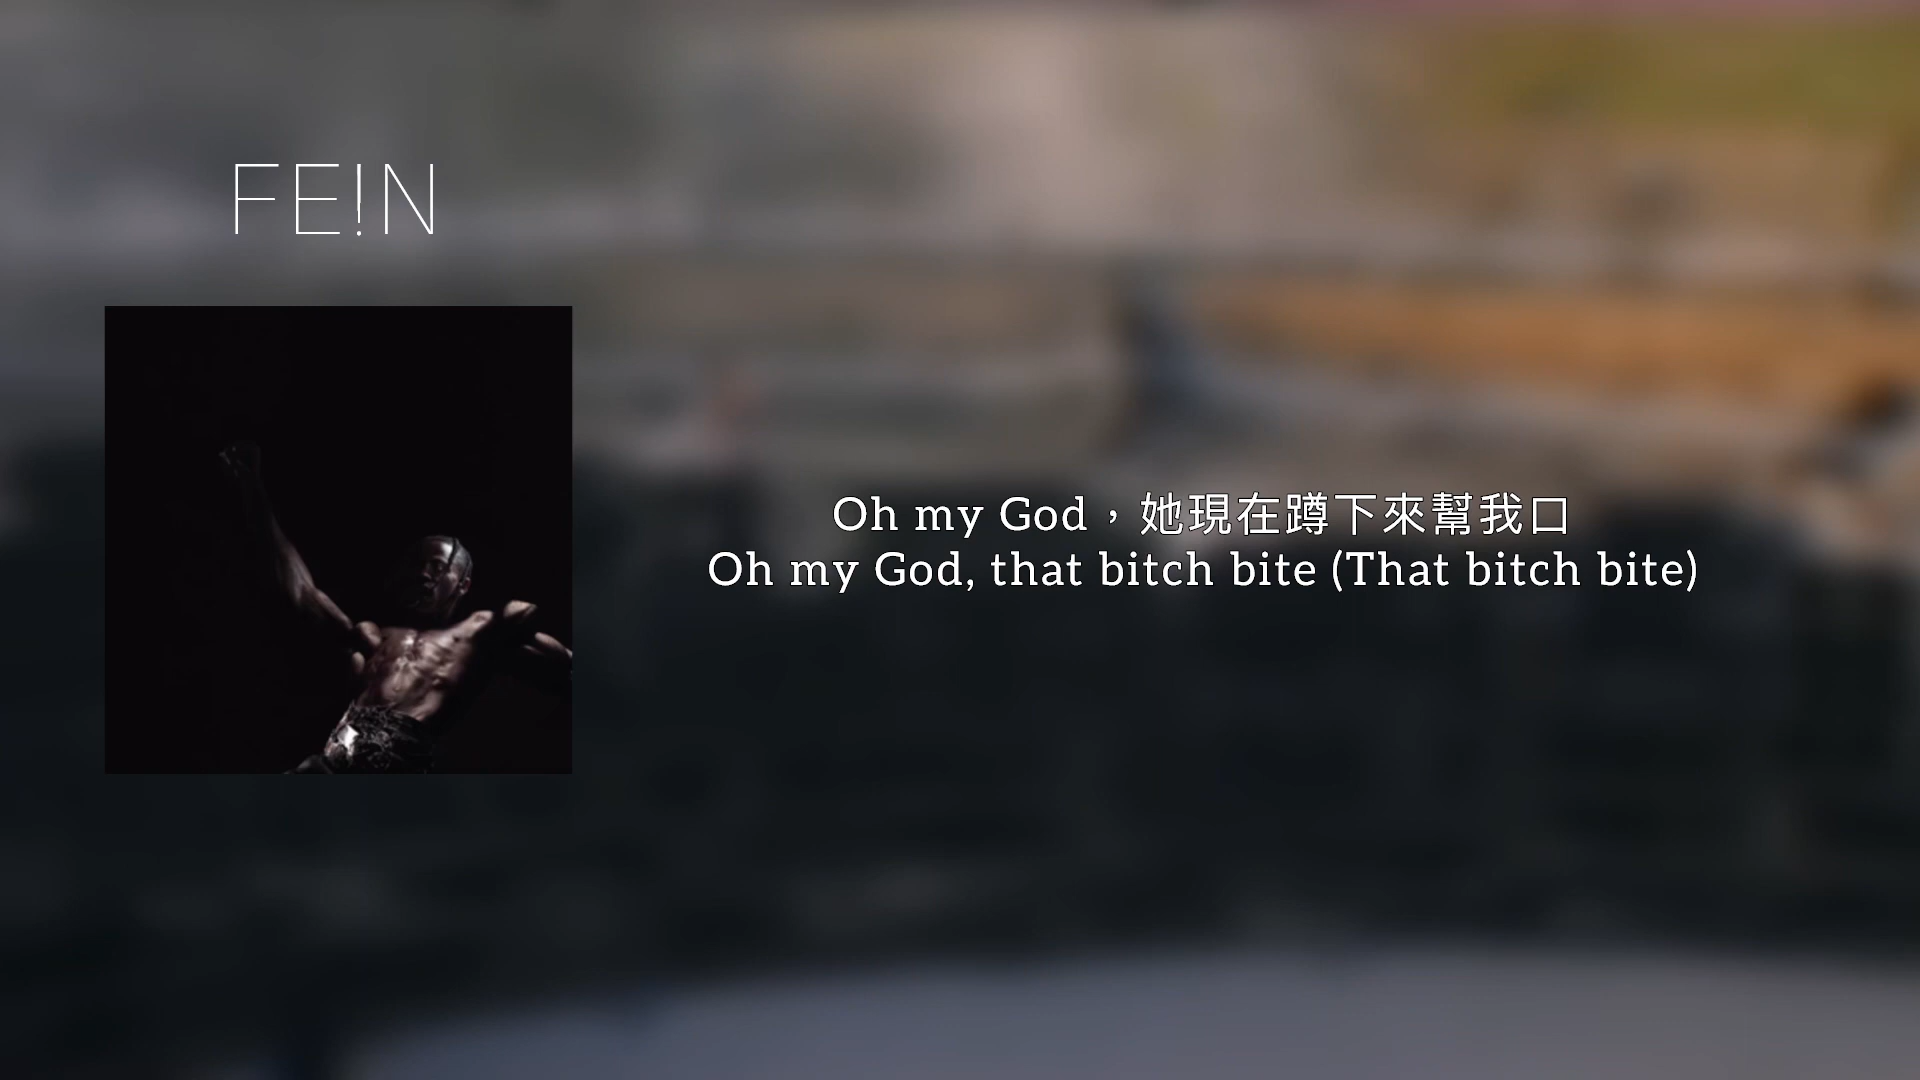 FE!N
Oh my God，她現在蹲下來幫我口
Oh my God, that bitch bite (That bitch bite)